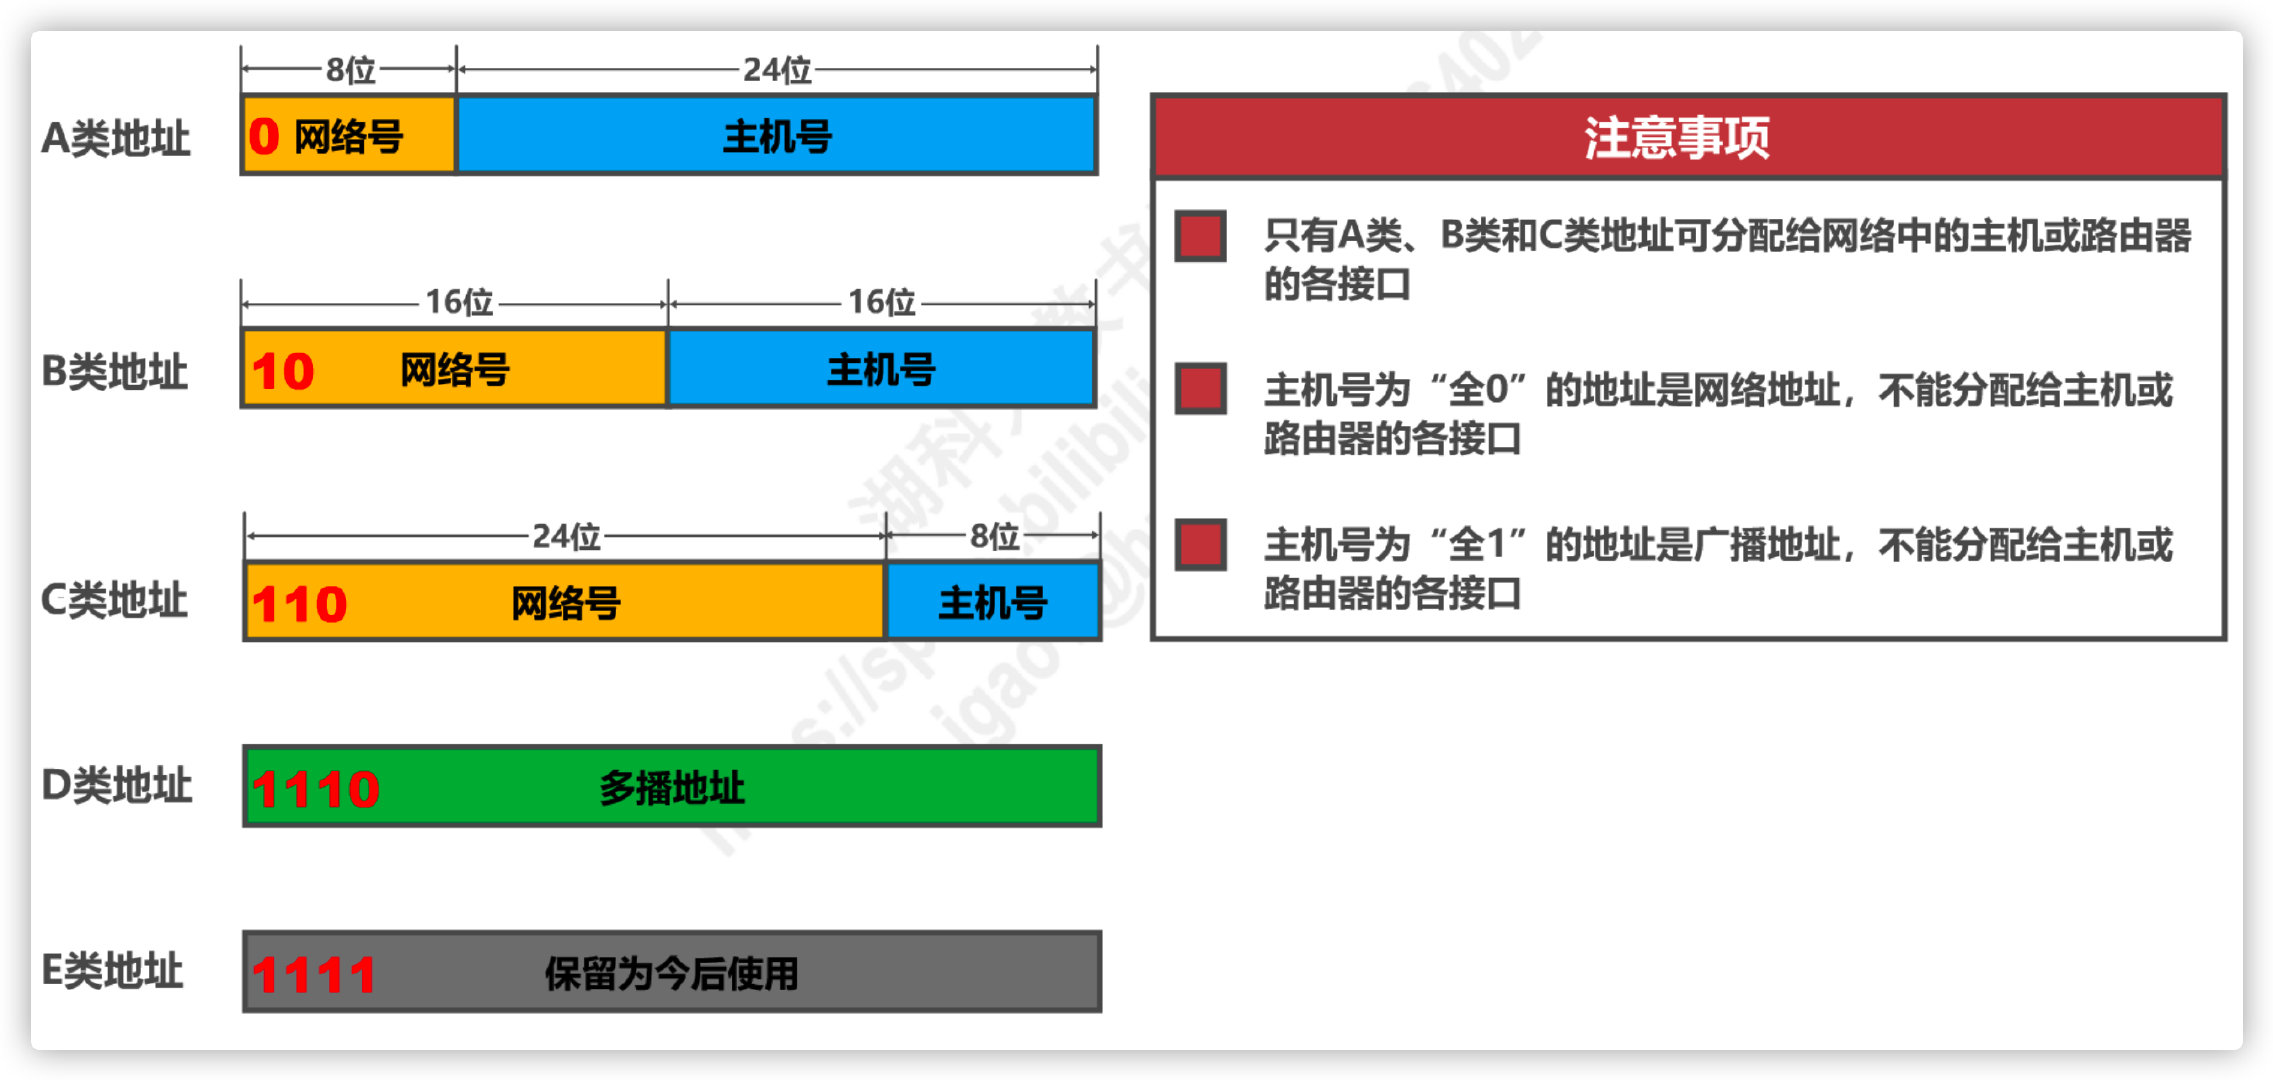 8位 24位
A类地址 0 网络号 主机号
16位 16位
B类地址 10 网络号 主机号
24位 8位
C类地址 110 网络号 主机号
D类地址 1110 多播地址
E类地址 1111 保留为今后使用
注意事项
只有A类、B类和C类地址可分配给网络中的主机或路由器
的各接口
主机号为“全0”的地址是网络地址，不能分配给主机或
路由器的各接口
主机号为“全1”的地址是广播地址，不能分配给主机或
路由器的各接口